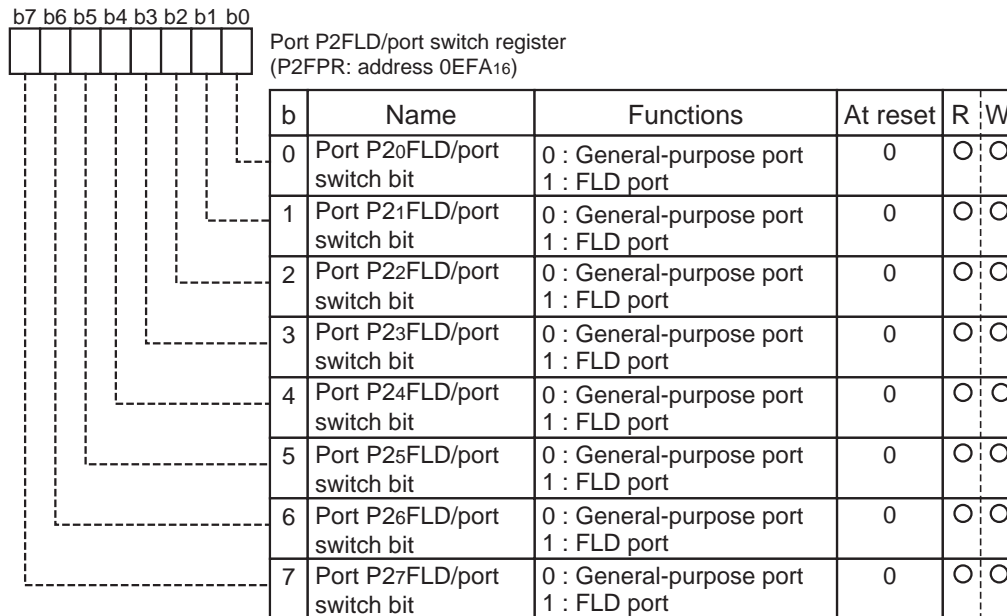 b7 b6 b5 b4 b3 b2 b1 b0
Port P2FLD/port switch register
(P2FPR: address 0EFA16)
b Name Functions At reset R W
0 Port P20FLD/port switch bit 0 : General-purpose port 0 ○ ○
1 : FLD port
1 Port P21FLD/port switch bit 0 : General-purpose port 0 ○ ○
1 : FLD port
2 Port P22FLD/port switch bit 0 : General-purpose port 0 ○ ○
1 : FLD port
3 Port P23FLD/port switch bit 0 : General-purpose port 0 ○ ○
1 : FLD port
4 Port P24FLD/port switch bit 0 : General-purpose port 0 ○ ○
1 : FLD port
5 Port P25FLD/port switch bit 0 : General-purpose port 0 ○ ○
1 : FLD port
6 Port P26FLD/port switch bit 0 : General-purpose port 0 ○ ○
1 : FLD port
7 Port P27FLD/port switch bit 0 : General-purpose port 0 ○ ○
1 : FLD port